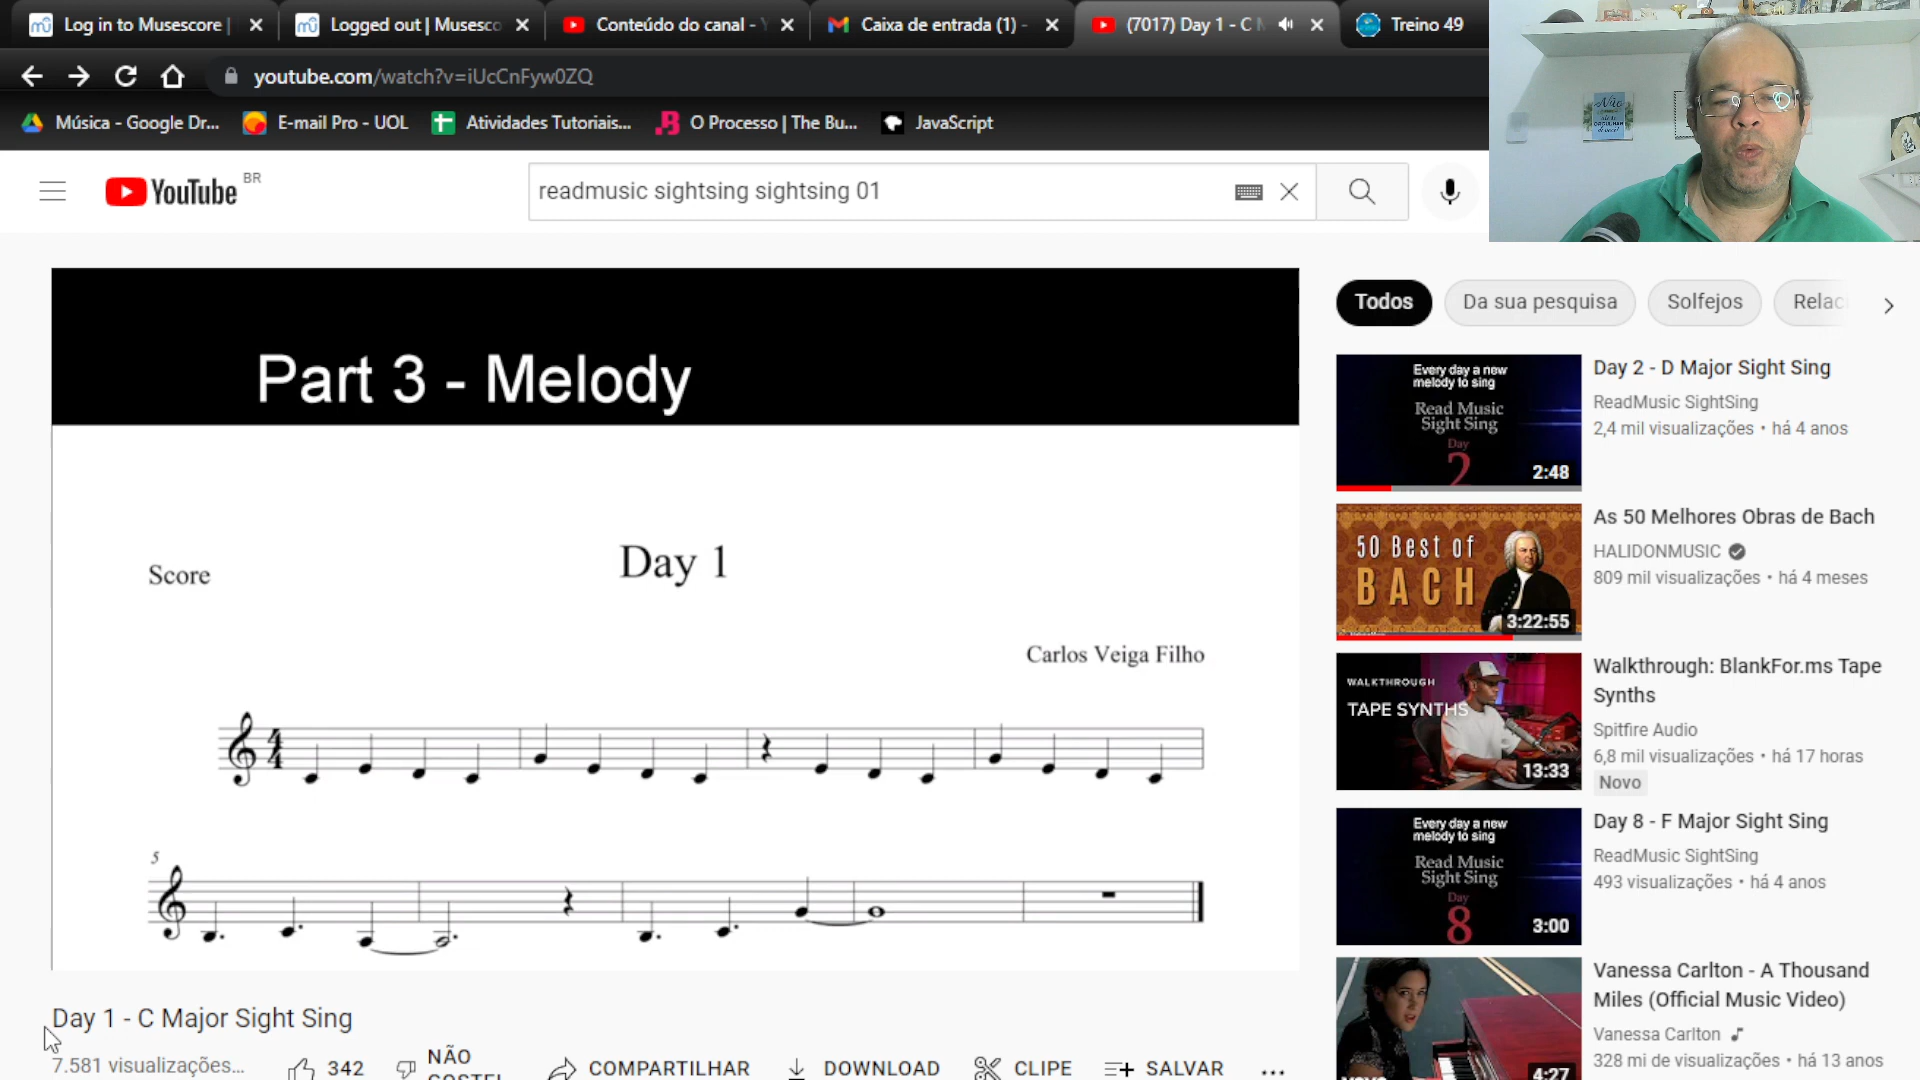 Log in to Musescore |
Logged out | Musesco
Conteúdo do canal - Y
Caixa de entrada (1) -
(7017) Day 1 - C M
Treino 49
youtube.com/watch?v=iUcCnFyw0ZQ
Música - Google Dr...
E-mail Pro - UOL
Atividades Tutoriais...
O Processo | The Bu...
JavaScript
YouTube BR
readmusic sightsing sightsing 01
Não
Part 3 - Melody
Day 1
Score
Carlos Veiga Filho
4
4
5
Day 1 - C Major Sight Sing
7.581 visualizações...
342
NÃO
GOSTEI
COMPARTILHAR
DOWNLOAD
CLIPE
SALVAR
Todos
Da sua pesquisa
Solfejos
Relac
Every day a new
melody to sing
Read Music
Sight Sing
Day
2
2:48
Day 2 - D Major Sight Sing
ReadMusic SightSing
2,4 mil visualizações • há 4 anos
50 Best of
BACH
3:22:55
As 50 Melhores Obras de Bach
HALIDONMUSIC
809 mil visualizações • há 4 meses
WALKTHROUGH
TAPE SYNTHS
13:33
Walkthrough: BlankFor.ms Tape
Synths
Spitfire Audio
6,8 mil visualizações • há 17 horas
Novo
Every day a new
melody to sing
Read Music
Sight Sing
Day
8
3:00
Day 8 - F Major Sight Sing
ReadMusic SightSing
493 visualizações • há 4 anos
4:27
Vanessa Carlton - A Thousand
Miles (Official Music Video)
Vanessa Carlton
328 mi de visualizações • há 13 anos